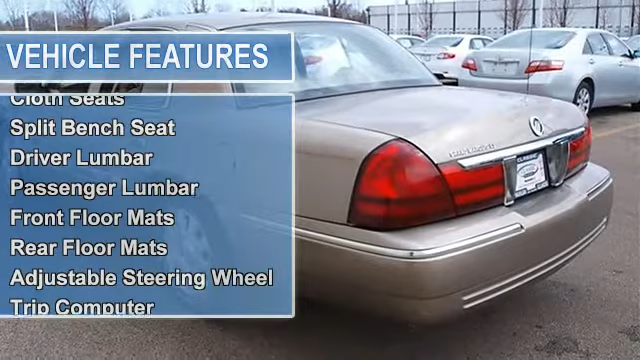 VEHICLE FEATURES
Cloth Seats
Split Bench Seat
Driver Lumbar
Passenger Lumbar
Front Floor Mats
Rear Floor Mats
Adjustable Steering Wheel
Trip Computer
CLASSIC